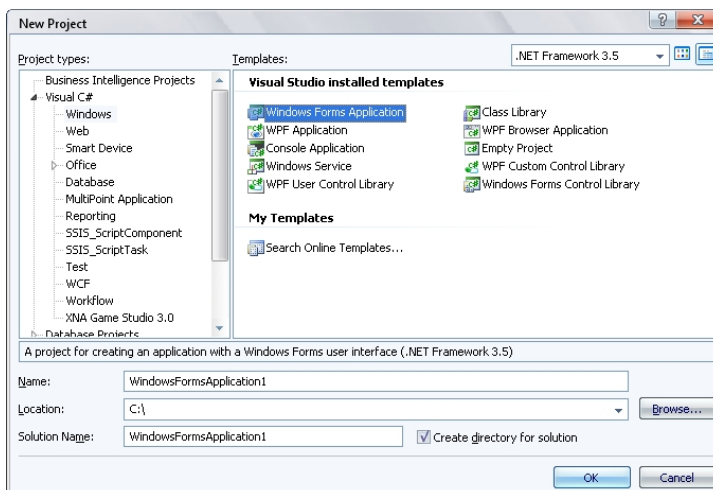 New Project
Project types:
Templates:
.NET Framework 3.5
Business Intelligence Projects
Visual C#
Windows
Web
Smart Device
Office
Database
MultiPoint Application
Reporting
SSIS_ScriptComponent
SSIS_ScriptTask
Test
WCF
Workflow
XNA Game Studio 3.0
Database Projects
Visual Studio installed templates
Windows Forms Application
WPF Application
Console Application
Windows Service
WPF User Control Library
Class Library
WPF Browser Application
Empty Project
WPF Custom Control Library
Windows Forms Control Library
My Templates
Search Online Templates...
A project for creating an application with a Windows Forms user interface (.NET Framework 3.5)
Name: WindowsFormsApplication1
Location: C:\ Browse...
Solution Name: WindowsFormsApplication1 Create directory for solution
OK Cancel